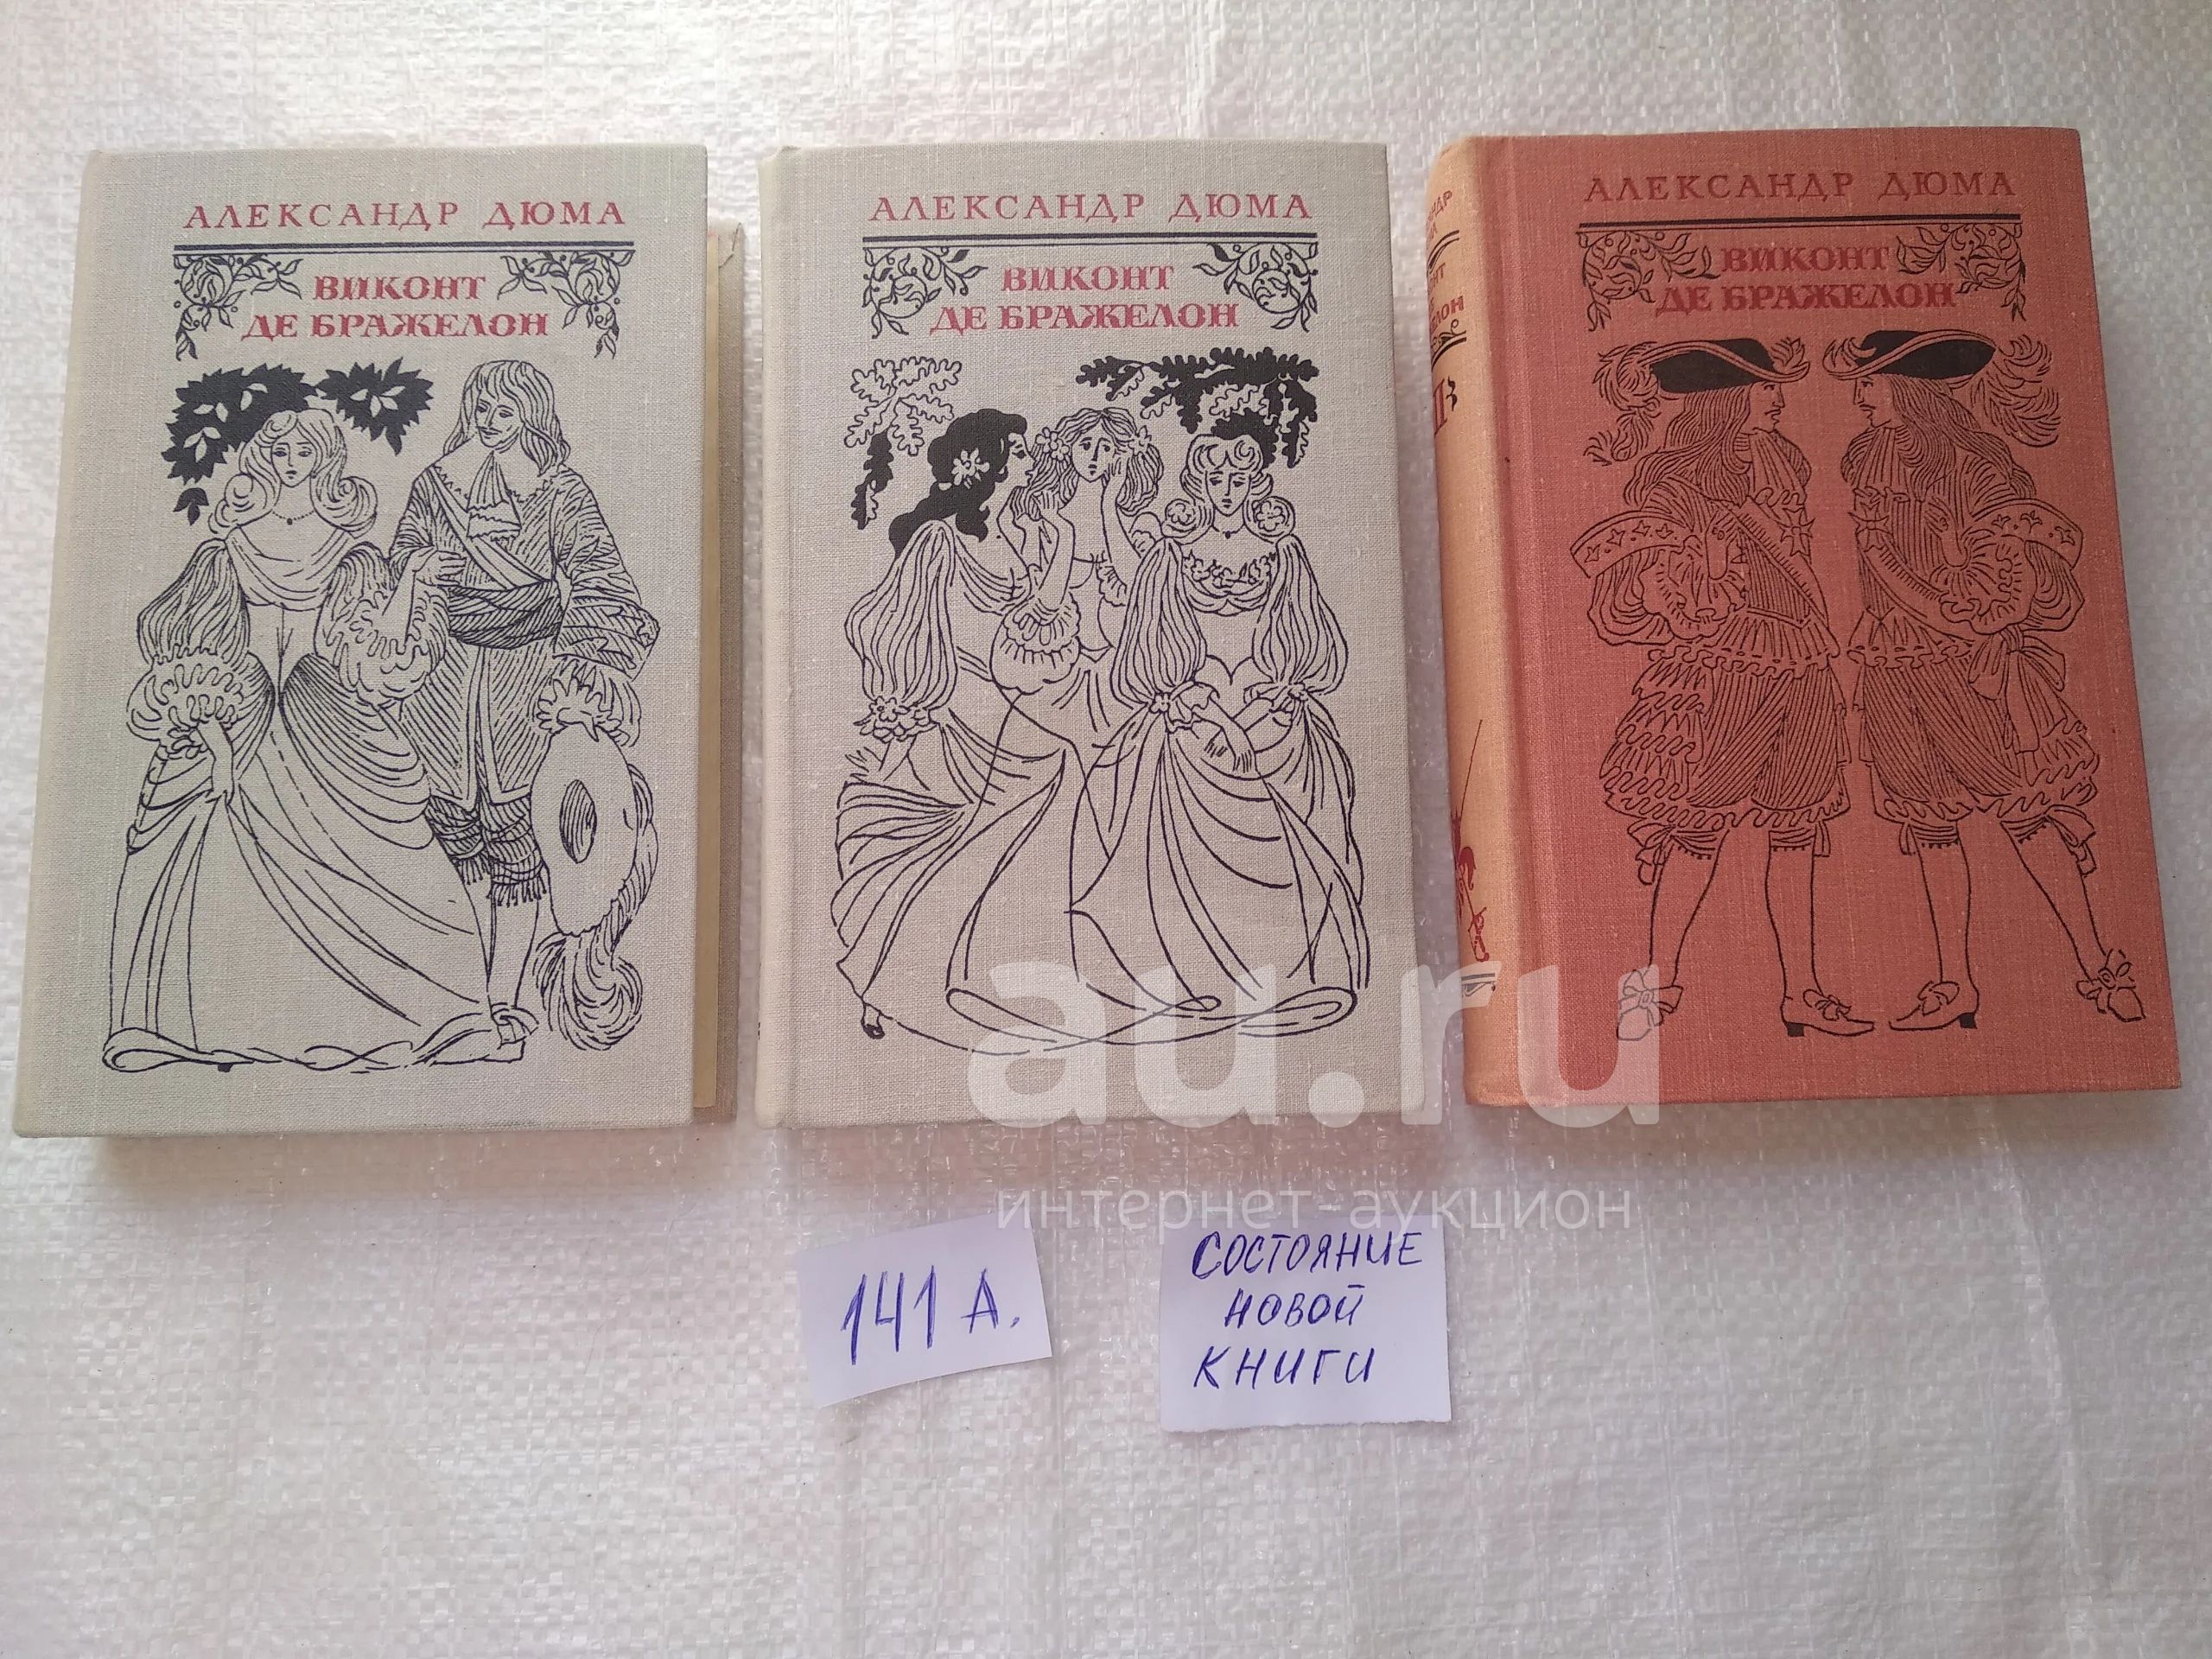 АЛЕКСАНДР ДЮМА
ВИКОНТ
ДЕ БРАЖЕЛОН
АЛЕКСАНДР ДЮМА
ВИКОНТ
ДЕ БРАЖЕЛОН
АЛЕКСАНДР ДЮМА
ВИКОНТ
ДЕ БРАЖЕЛОН
au.ru
интернет-аукцион
141 А.
СОСТОЯНИЕ
НОВОЙ
КНИГИ